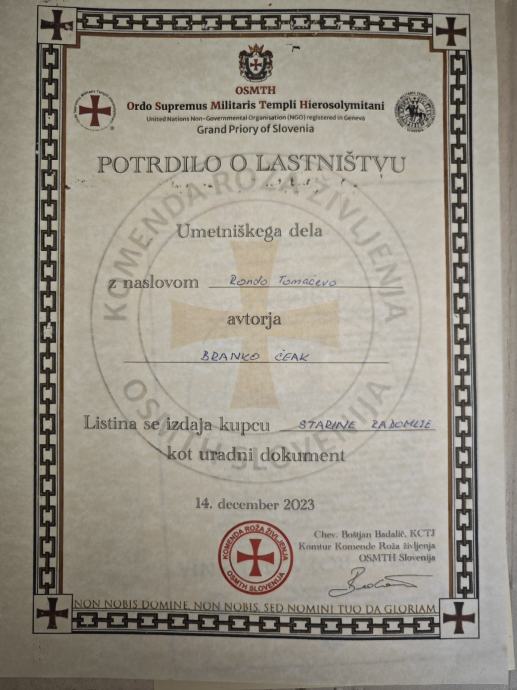 OSMTH
Ordo Supremus Militaris Templi Hierosolymitani
United Nations Non-Governmental Organisation (NGO) registered in Geneva
Grand Priory of Slovenia
POTRDILO O LASTNIŠTVU
KOMENDA ROŽA ŽIVLJENJA
OSMTH SLOVENIJA
Umetniškega dela
z naslovom Rondo Tomačevo
avtorja
BRANKO ČEAK
Listina se izdaja kupcu STARINE RADOMLJE
kot uradni dokument
14. december 2023
KOMENDA ROŽA ŽIVLJENJA
OSMTH SLOVENIJA
Chev. Boštjan Badalič, KCTJ
Komtur Komende Roža življenja
OSMTH Slovenija
NON NOBIS DOMINE, NON NOBIS, SED NOMINI TUO DA GLORIAM